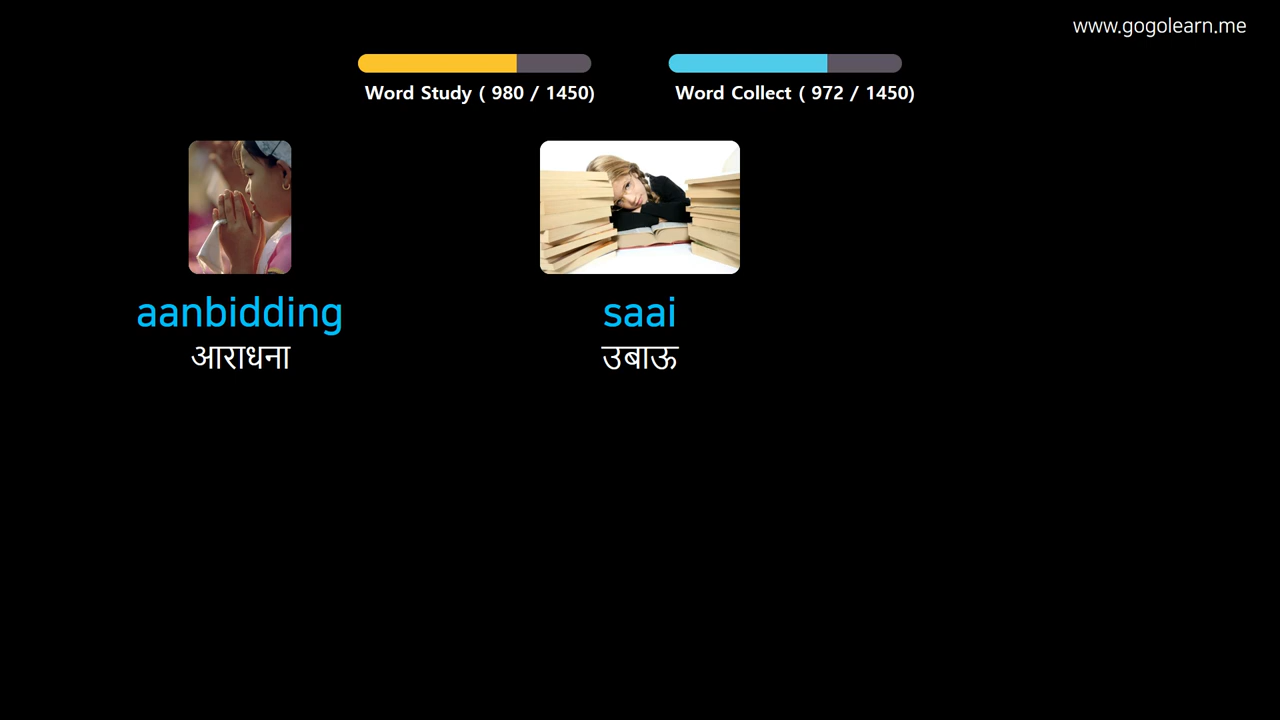 www.gogolearn.me
Word Study ( 980 / 1450)
Word Collect ( 972 / 1450)
aanbidding
आराधना
saai
उबाऊ